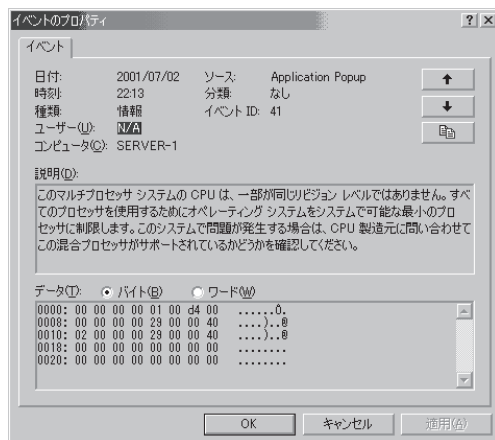 イベントのプロパティ
イベント
日付: 2001/07/02 ソース: Application Popup
時刻: 22:13 分類: なし
種類: 情報 イベント ID: 41
ユーザー(U): N/A
コンピュータ(C): SERVER-1
説明(D):
このマルチプロセッサ システムの CPU は、一部が同じリビジョン レベルではありません。すべ
てのプロセッサを使用するためにオペレーティング システムをシステムで可能な最小のプロ
セッサに制限します。このシステムで問題が発生する場合は、CPU 製造元に問い合わせて
この混合プロセッサがサポートされているかどうかを確認してください。
データ(T): バイト(B) ワード(W)
0000: 00 00 00 00 01 00 d4 00 ......Ô.
0008: 00 00 00 00 29 00 00 40 ....)..@
0010: 02 00 00 00 29 00 00 40 ....)..@
0018: 00 00 00 00 00 00 00 00 ........
0020: 00 00 00 00 00 00 00 00 ........
OK キャンセル 適用(A)